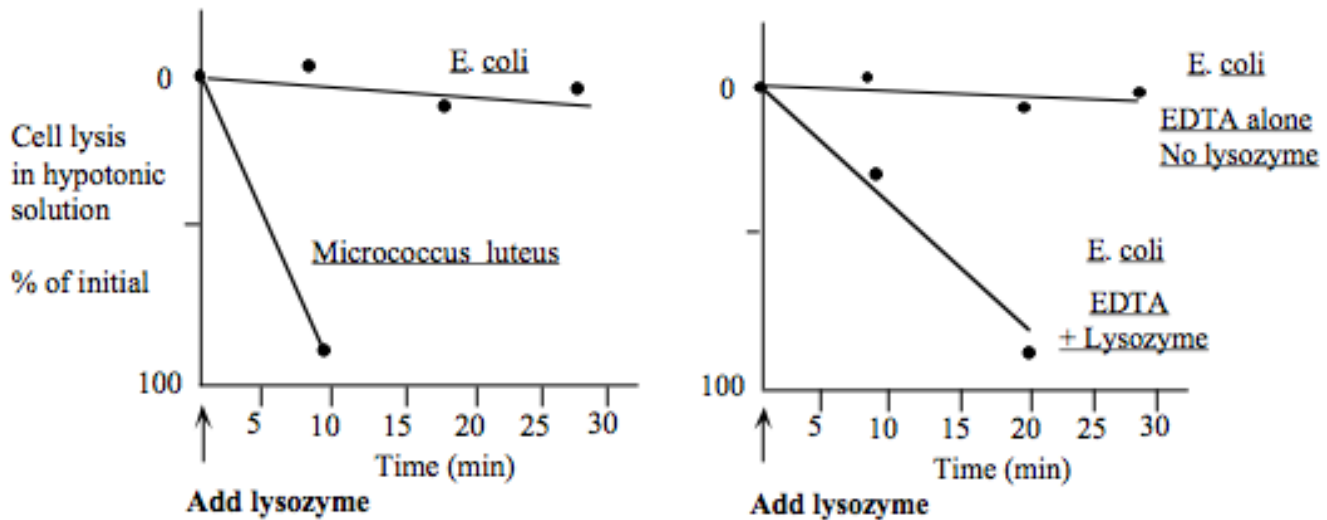 0
E. coli
Cell lysis
in hypotonic
solution
% of initial
Micrococcus luteus
100
5 10 15 20 25 30
Time (min)
Add lysozyme
0
E. coli
EDTA alone
No lysozyme
E. coli
EDTA
+ Lysozyme
100
5 10 15 20 25 30
Time (min)
Add lysozyme